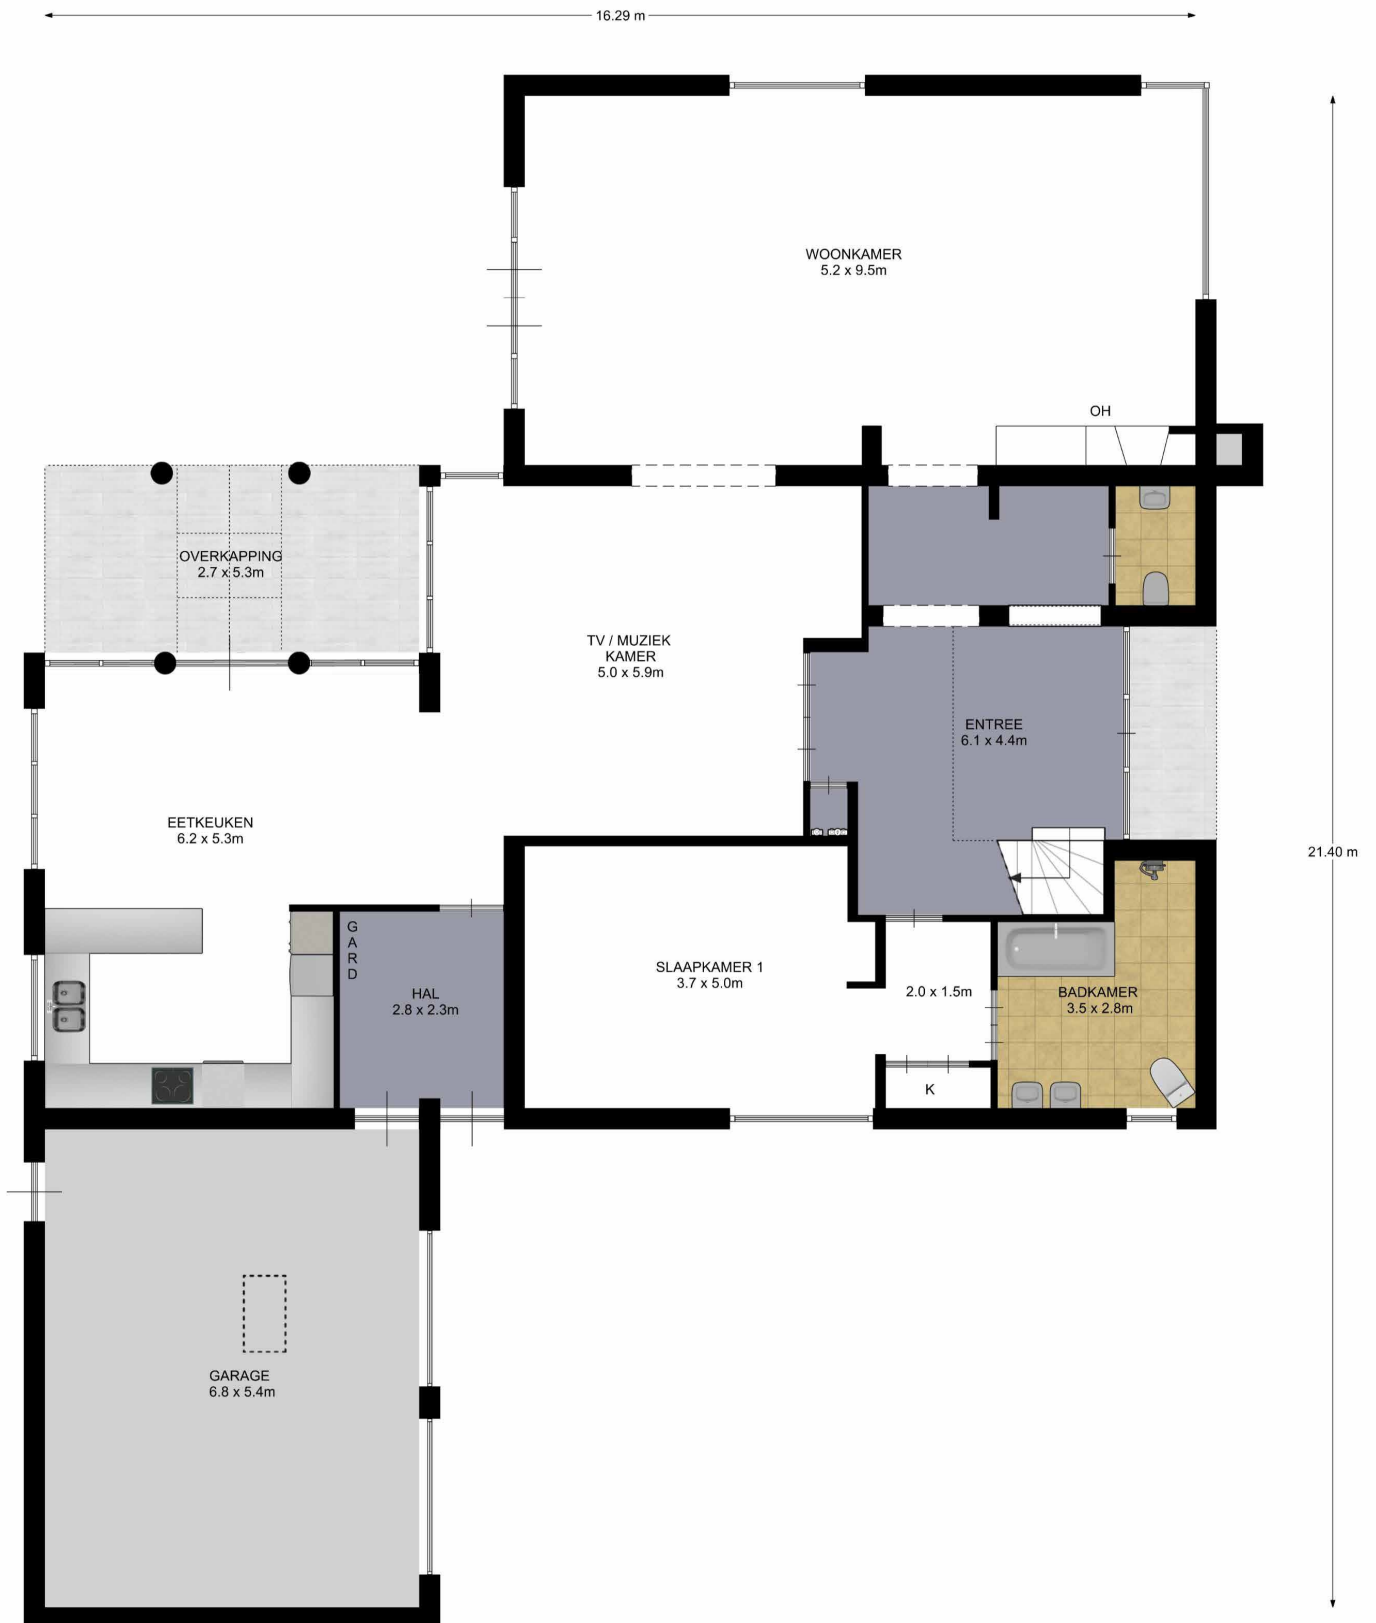 16.29 m
WOONKAMER
5.2 x 9.5m
OH
OVERKAPPING
2.7 x 5.3m
TV / MUZIEK
KAMER
5.0 x 5.9m
ENTREE
6.1 x 4.4m
EETKEUKEN
6.2 x 5.3m
21.40 m
GARD
HAL
2.8 x 2.3m
SLAAPKAMER 1
3.7 x 5.0m
2.0 x 1.5m
BADKAMER
3.5 x 2.8m
K
GARAGE
6.8 x 5.4m